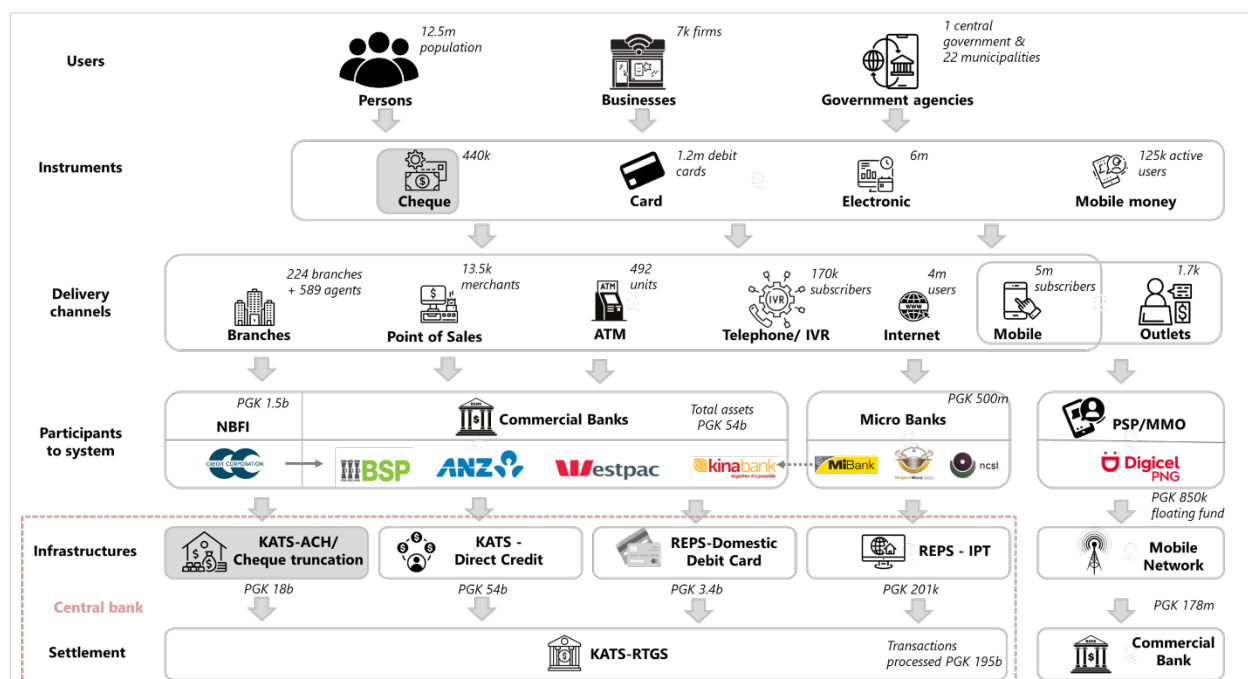 Users
12.5m
population
Persons
7k firms
Businesses
1 central
government &
22 municipalities
Government agencies
Instruments
440k
Cheque
1.2m debit
cards
Card
6m
Electronic
125k active
users
Mobile money
Delivery
channels
224 branches
+ 589 agents
Branches
13.5k
merchants
Point of Sales
492
units
ATM
ATM
170k
subscribers
IVR
Telephone/ IVR
4m
users
WWW
Internet
5m
subscribers
Mobile
1.7k
Outlets
Participants
to system
PGK 1.5b
NBFI
CREDIT CORPORATION
BANK
Commercial Banks
Total assets
PGK 54b
BSP
ANZ
Westpac
kinabank
together it's possible
PGK 500m
Micro Banks
MiBank
People's Micro
ncsl
PSP/MMO
Digicel
PNG
PGK 850k
floating fund
Infrastructures
KATS-ACH/
Cheque truncation
KATS -
Direct Credit
REPS-Domestic
Debit Card
REPS - IPT
Mobile
Network
Central bank
PGK 18b
PGK 54b
PGK 3.4b
PGK 201k
PGK 178m
Settlement
KATS-RTGS
Transactions
processed PGK 195b
BANK
Commercial
Bank